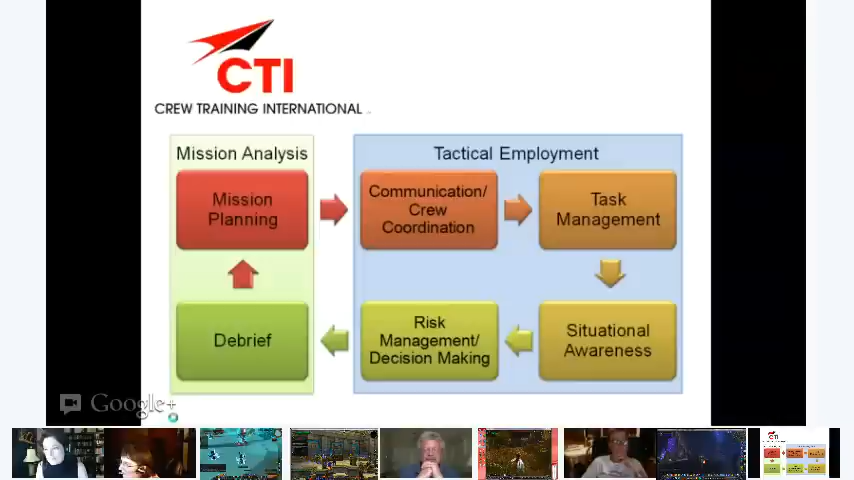 CTI
CREW TRAINING INTERNATIONAL
Mission Analysis
Tactical Employment
Mission
Planning
Communication/
Crew
Coordination
Task
Management
Debrief
Risk
Management/
Decision Making
Situational
Awareness
Google+
CTI